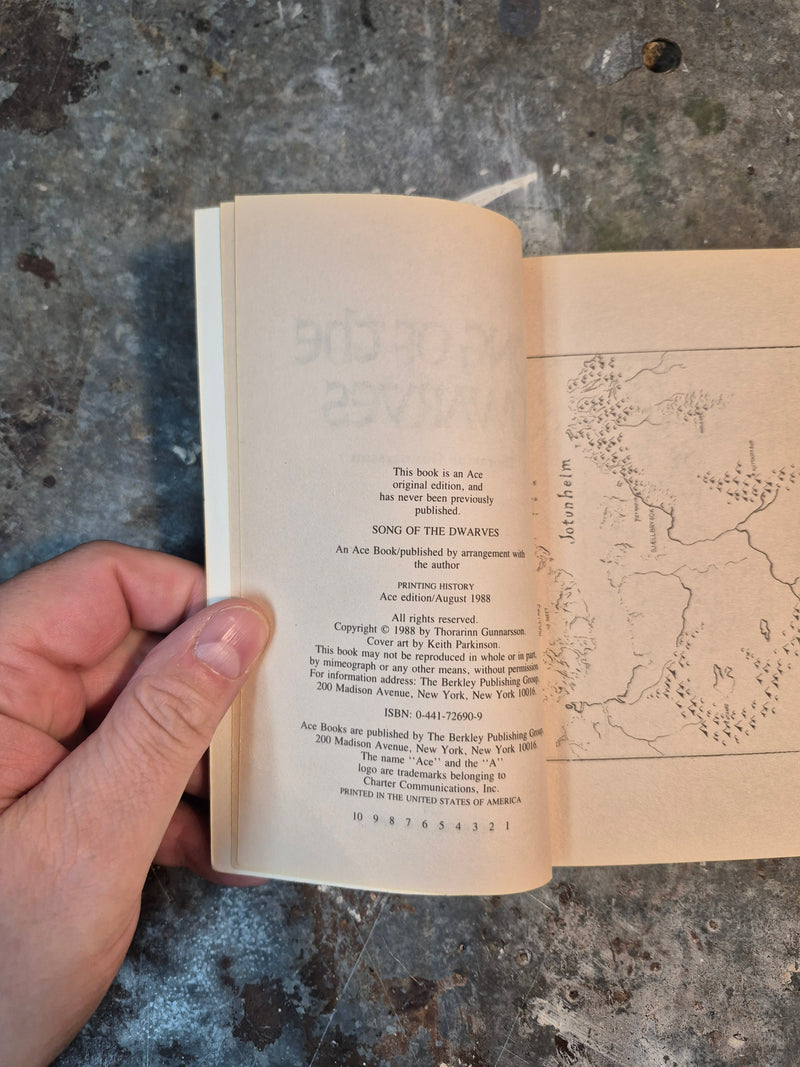 This book is an Ace
original edition, and
has never been previously
published.
SONG OF THE DWARVES
An Ace Book/published by arrangement with
the author
PRINTING HISTORY
Ace edition/August 1988
All rights reserved.
Copyright © 1988 by Thorarinn Gunnarsson.
Cover art by Keith Parkinson.
This book may not be reproduced in whole or in part,
by mimeograph or any other means, without permission.
For information address: The Berkley Publishing Group,
200 Madison Avenue, New York, New York 10016.
ISBN: 0-441-72690-9
Ace Books are published by The Berkley Publishing Group,
200 Madison Avenue, New York, New York 10016.
The name "Ace" and the "A"
logo are trademarks belonging to
Charter Communications, Inc.
PRINTED IN THE UNITED STATES OF AMERICA
10 9 8 7 6 5 4 3 2 1
Jotunhelm